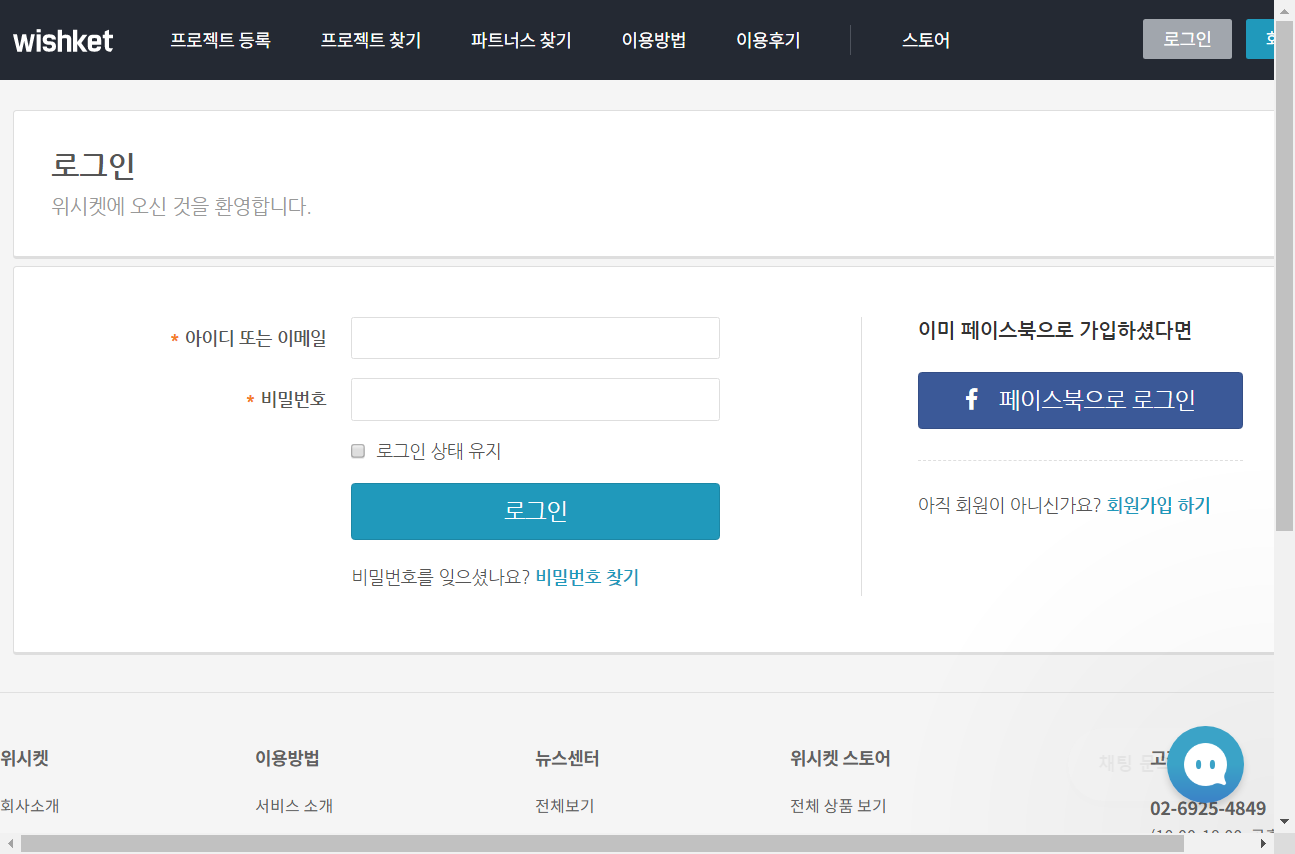 wishket 프로젝트 등록 프로젝트 찾기 파트너스 찾기 이용방법 이용후기 스토어 로그인
로그인
위시켓에 오신 것을 환영합니다.
* 아이디 또는 이메일
* 비밀번호
로그인 상태 유지
로그인
비밀번호를 잊으셨나요? 비밀번호 찾기
이미 페이스북으로 가입하셨다면
f 페이스북으로 로그인
아직 회원이 아니신가요? 회원가입 하기
위시켓 이용방법 뉴스센터 위시켓 스토어
채팅
회사소개 서비스 소개 전체보기 전체 상품 보기 02-6925-4849